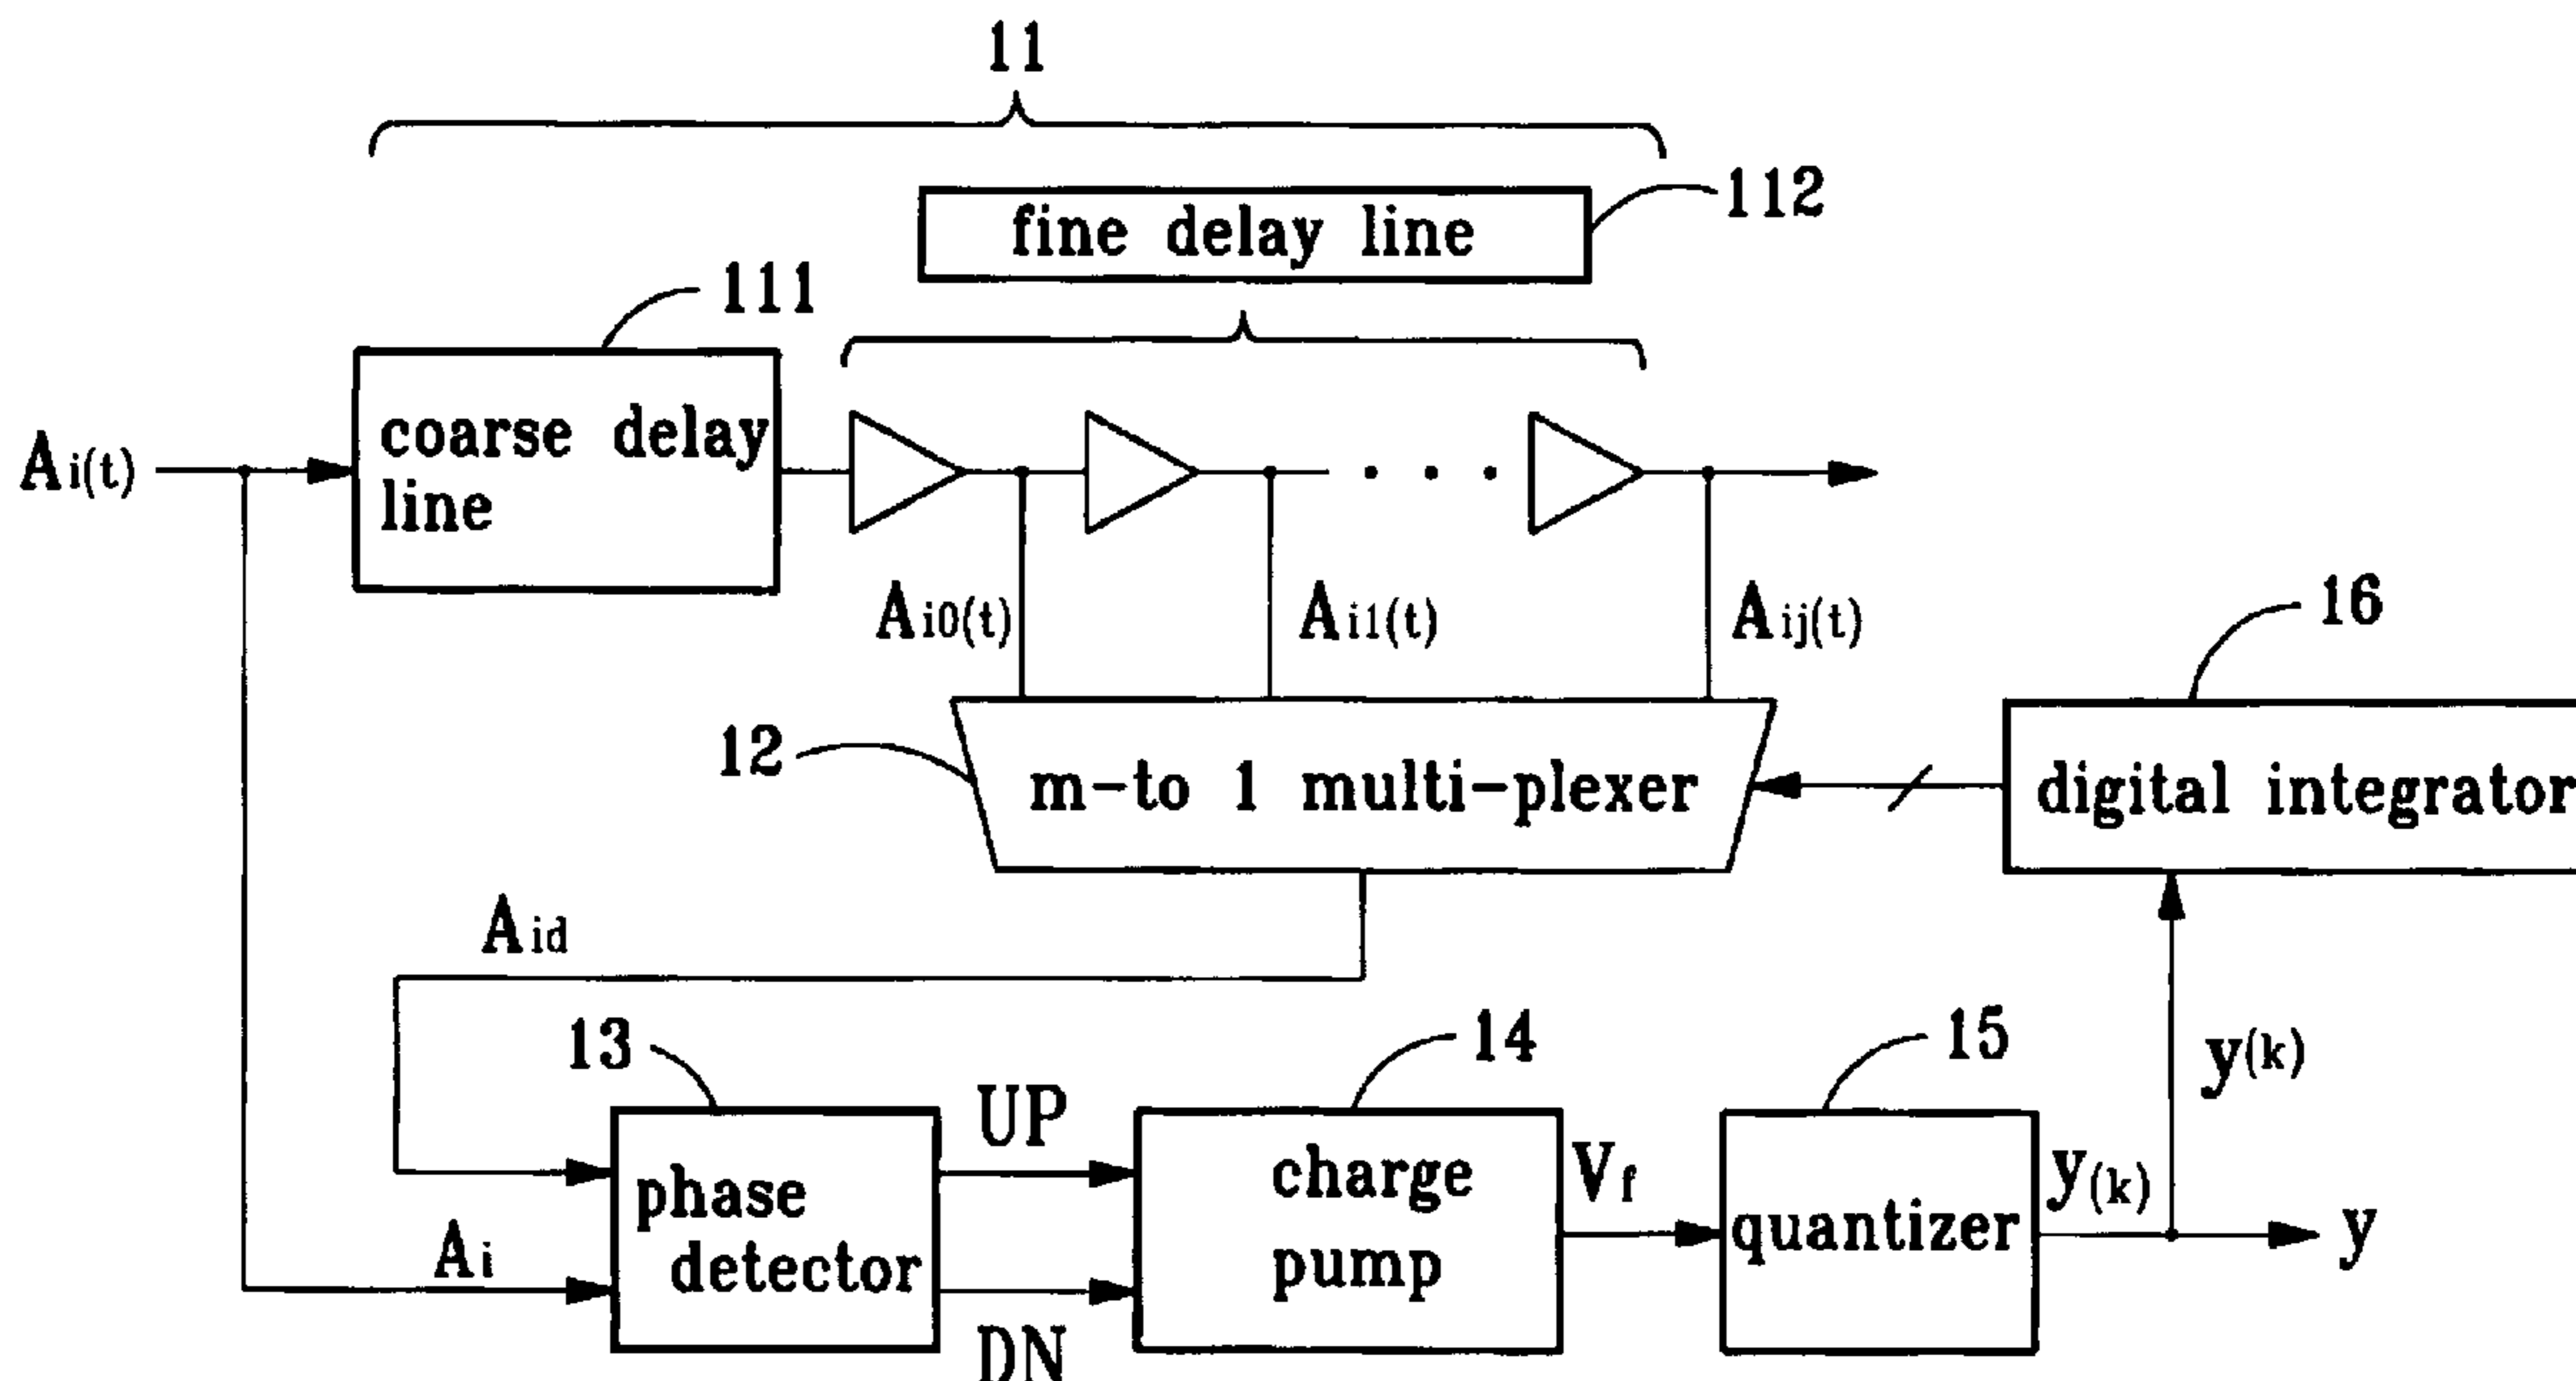 11
fine delay line
112
111
coarse delay
line
Ai(t)
Ai0(t)
Ai1(t)
Aij(t)
16
12
m-to 1 multi-plexer
digital integrator
Aid
13
14
15
y(k)
UP
phase
detector
Ai
DN
charge
pump
Vf
quantizer
y(k)
y